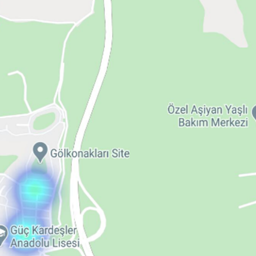 Özel Aşiyan Yaşlı
Bakım Merkezi
Gölkonakları Site
Güç Kardeşler
Anadolu Lisesi